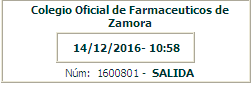 Colegio Oficial de Farmaceuticos de
Zamora
14/12/2016- 10:58
Núm: 1600801 - SALIDA